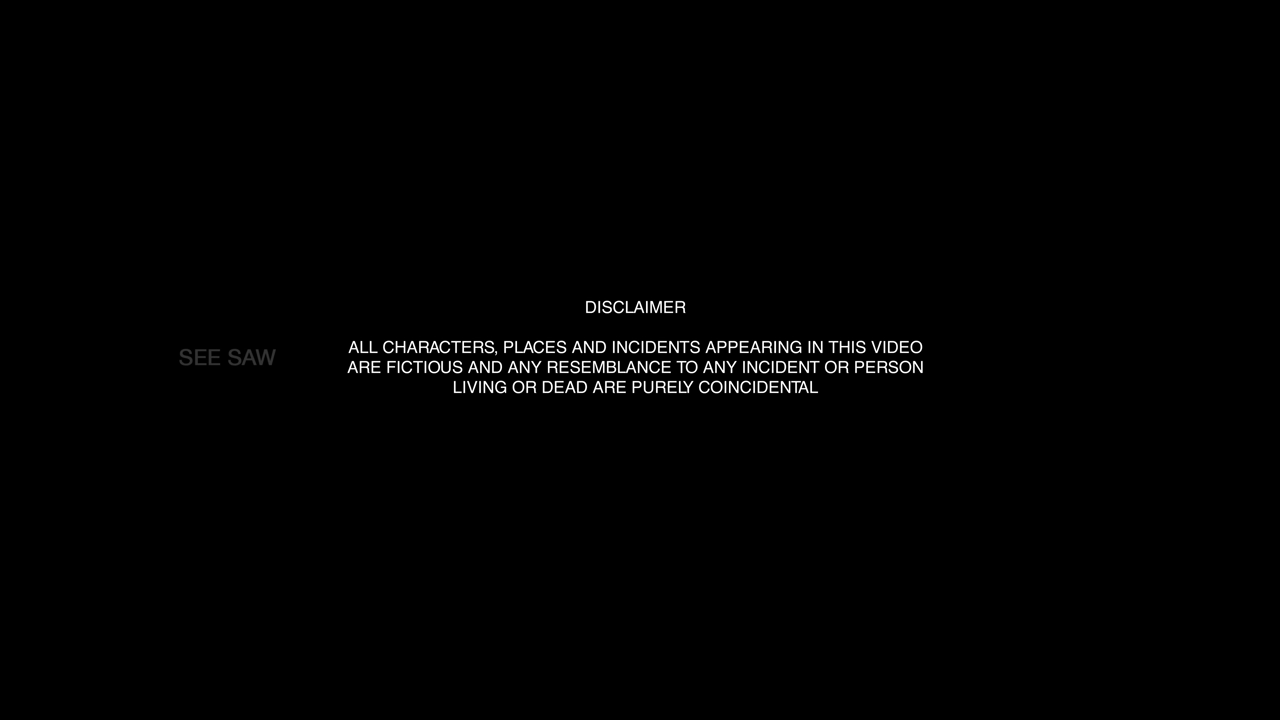 DISCLAIMER
ALL CHARACTERS, PLACES AND INCIDENTS APPEARING IN THIS VIDEO
SEE SAW
ARE FICTIOUS AND ANY RESEMBLANCE TO ANY INCIDENT OR PERSON
LIVING OR DEAD ARE PURELY COINCIDENTAL